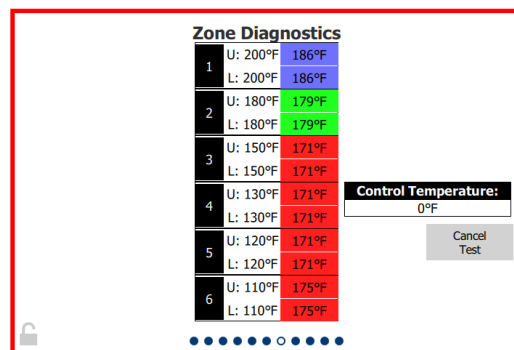 Zone Diagnostics
1
U: 200°F 186°F
L: 200°F 186°F
2
U: 180°F 179°F
L: 180°F 179°F
3
U: 150°F 171°F
L: 150°F 171°F
4
U: 130°F 171°F
L: 130°F 171°F
5
U: 120°F 171°F
L: 120°F 171°F
6
U: 110°F 175°F
L: 110°F 175°F
Control Temperature:
0°F
Cancel
Test